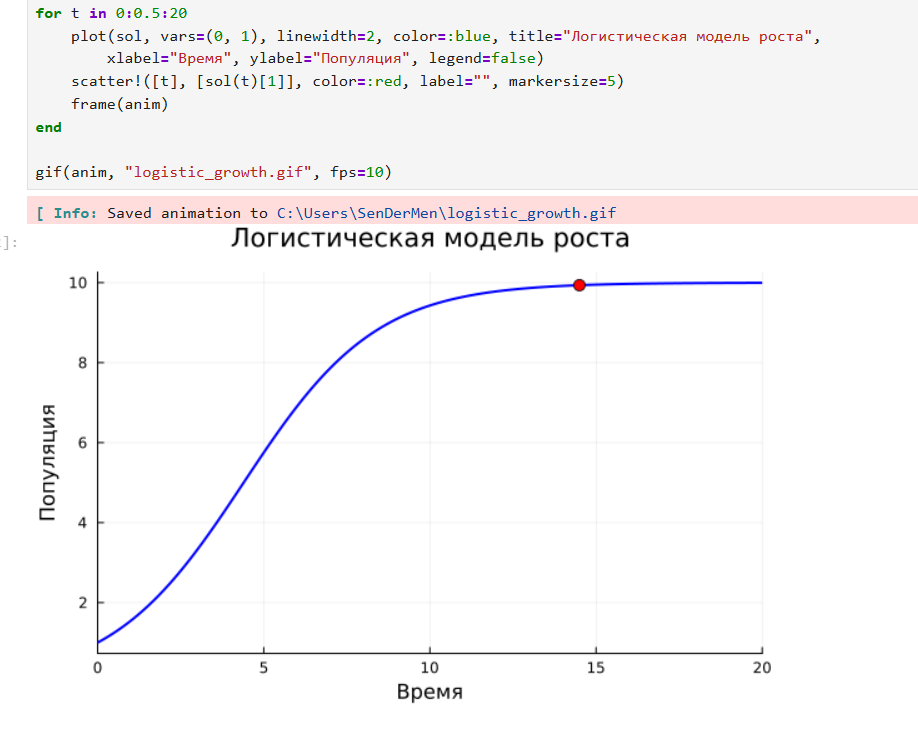 for t in 0:0.5:20
plot(sol, vars=(0, 1), linewidth=2, color=:blue, title="Логистическая модель роста",
xlabel="Время", ylabel="Популяция", legend=false)
scatter!([t], [sol(t)[1]], color=:red, label="", markersize=5)
frame(anim)
end
gif(anim, "logistic_growth.gif", fps=10)
[ Info: Saved animation to C:\Users\SenDerMen\logistic_growth.gif
]:
Логистическая модель роста
Популяция
10
8
6
4
2
0 5 10 15 20
Время